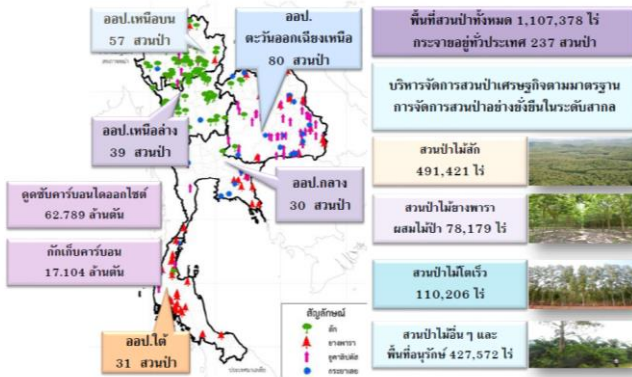 ออป.เหนือบน
57 สวนป่า
ออป.
ตะวันออกเฉียงเหนือ
80 สวนป่า
ออป.เหนือล่าง
39 สวนป่า
ออป.กลาง
30 สวนป่า
ดูดซับคาร์บอนไดออกไซด์
62.789 ล้านตัน
กักเก็บคาร์บอน
17.104 ล้านตัน
ออป.ใต้
31 สวนป่า
สัญลักษณ์
สัก
ยางพารา
ยูคาลิปตัส
กระยาเลย
พื้นที่สวนป่าทั้งหมด 1,107,378 ไร่
กระจายอยู่ทั่วประเทศ 237 สวนป่า
บริหารจัดการสวนป่าเศรษฐกิจตามมาตรฐาน
การจัดการสวนป่าอย่างยั่งยืนในระดับสากล
สวนป่าไม้สัก
491,421 ไร่
สวนป่าไม้ยางพารา
ผสมไม้ป่า 78,179 ไร่
สวนป่าไม้โตเร็ว
110,206 ไร่
สวนป่าไม้อื่น ๆ และ
พื้นที่อนุรักษ์ 427,572 ไร่